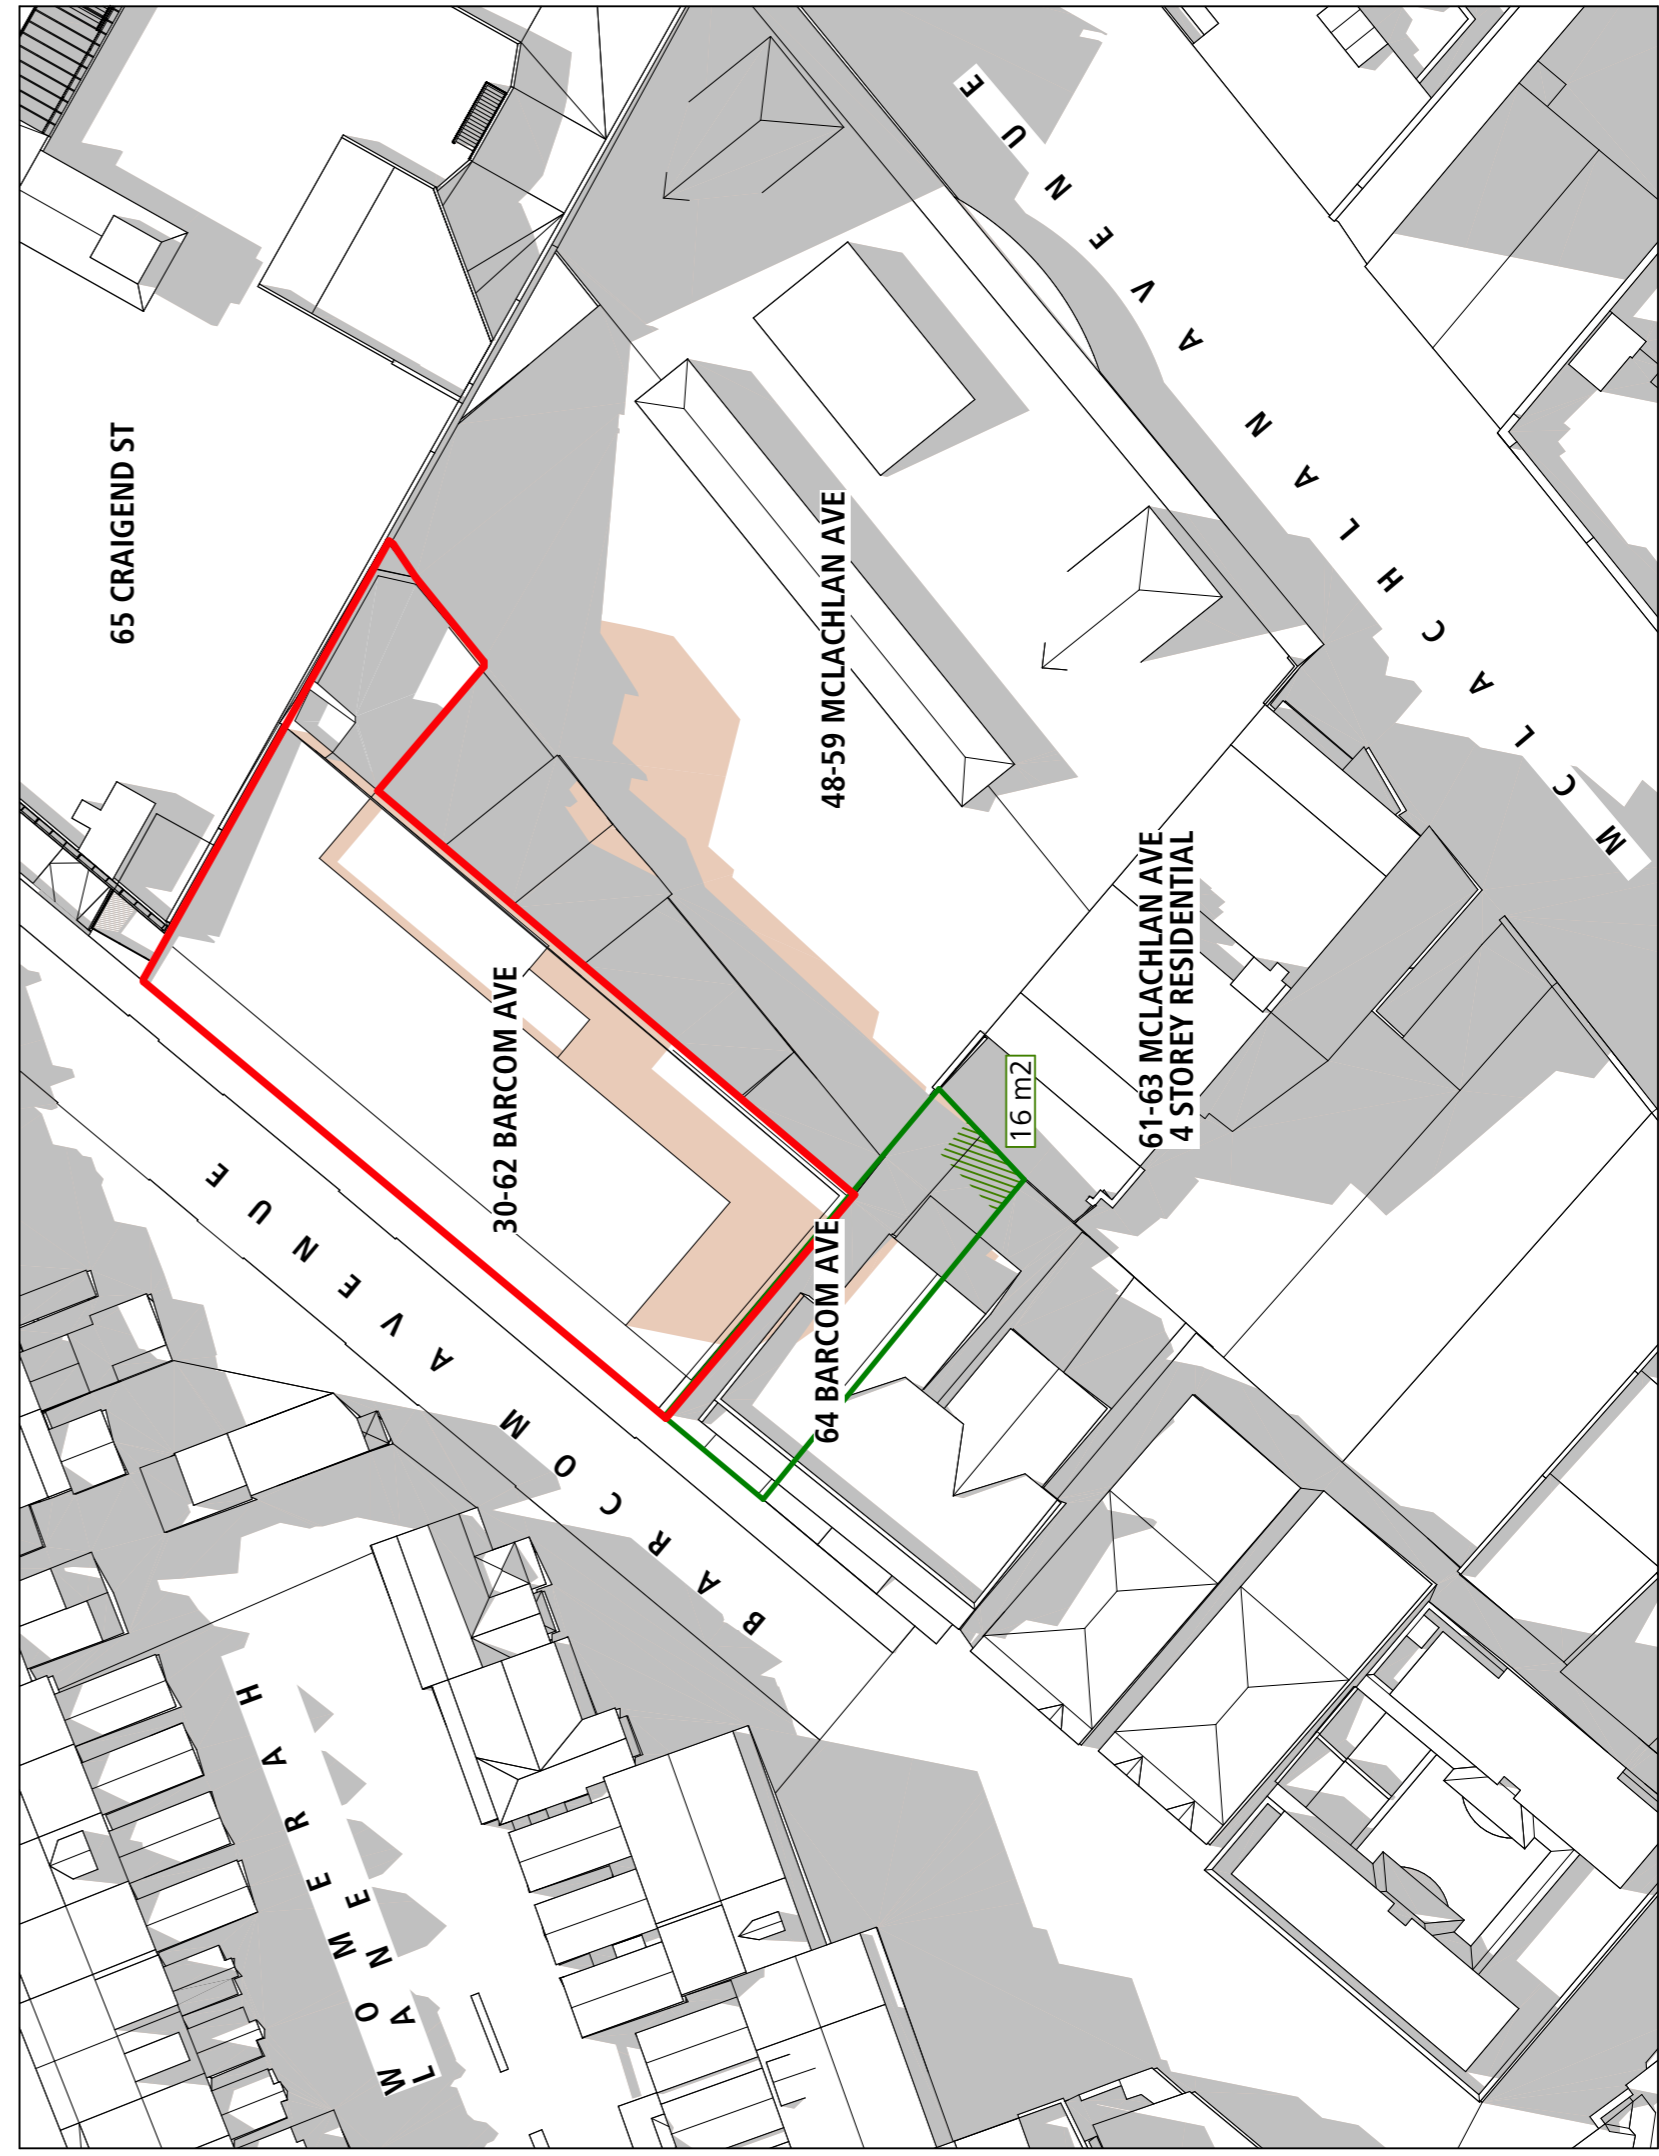 65 CRAIGEND ST
30-62 BARCOM AVE
48-59 MCLACHLAN AVE
64 BARCOM AVE
16 m2
61-63 MCLACHLAN AVE
4 STOREY RESIDENTIAL
WOMEERAH
LANE
BARCOM AVENUE
MCLACHLAN AVENUE